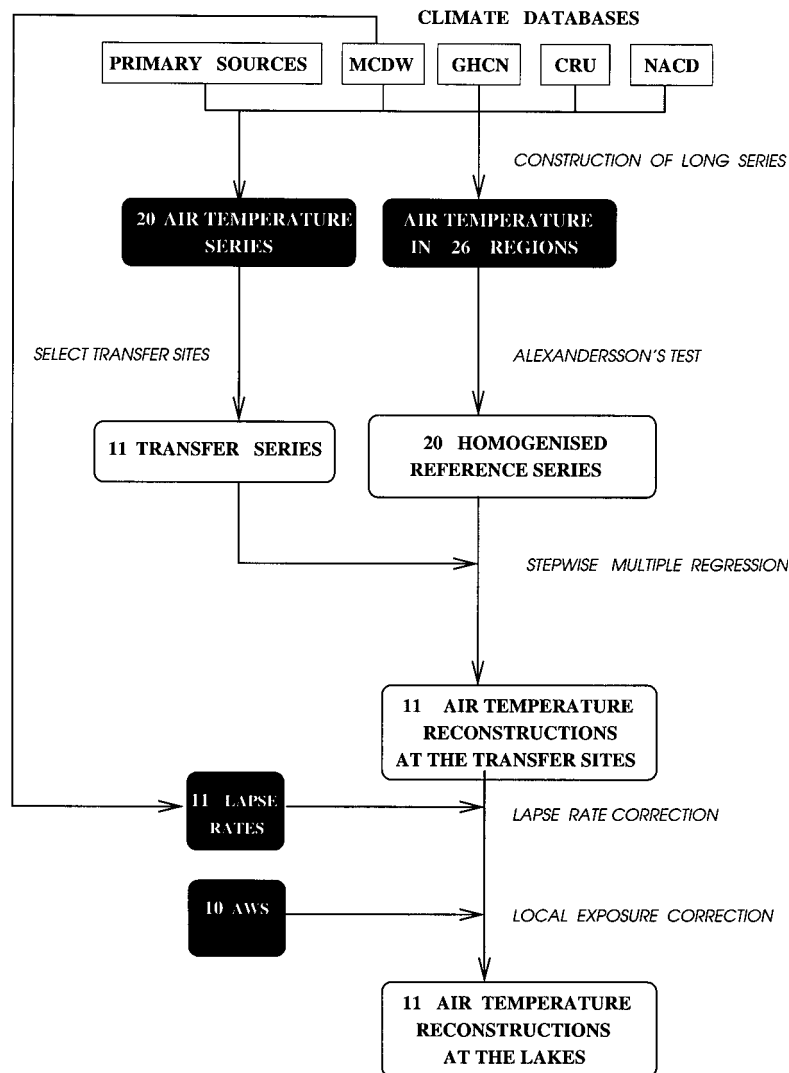 CLIMATE DATABASES
PRIMARY SOURCES
MCDW
GHCN
CRU
NACD
CONSTRUCTION OF LONG SERIES
20 AIR TEMPERATURE
SERIES
AIR TEMPERATURE
IN 26 REGIONS
SELECT TRANSFER SITES
ALEXANDERSSON'S TEST
11 TRANSFER SERIES
20 HOMOGENISED
REFERENCE SERIES
STEPWISE MULTIPLE REGRESSION
11 AIR TEMPERATURE
RECONSTRUCTIONS
AT THE TRANSFER SITES
11 LAPSE
RATES
LAPSE RATE CORRECTION
10 AWS
LOCAL EXPOSURE CORRECTION
11 AIR TEMPERATURE
RECONSTRUCTIONS
AT THE LAKES